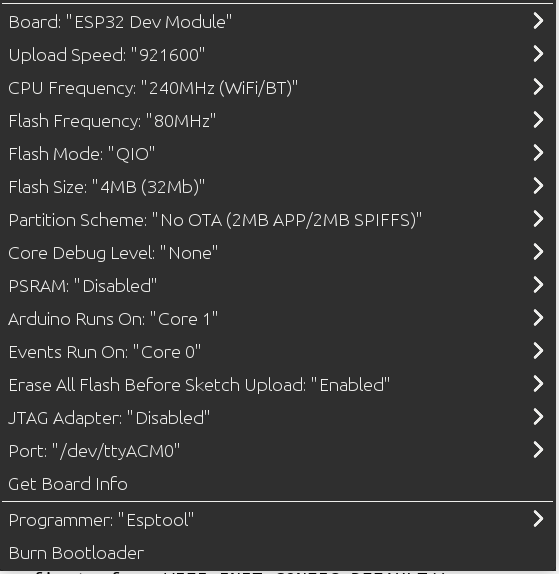 Board: "ESP32 Dev Module"
Upload Speed: "921600"
CPU Frequency: "240MHz (WiFi/BT)"
Flash Frequency: "80MHz"
Flash Mode: "QIO"
Flash Size: "4MB (32Mb)"
Partition Scheme: "No OTA (2MB APP/2MB SPIFFS)"
Core Debug Level: "None"
PSRAM: "Disabled"
Arduino Runs On: "Core 1"
Events Run On: "Core 0"
Erase All Flash Before Sketch Upload: "Enabled"
JTAG Adapter: "Disabled"
Port: "/dev/ttyACM0"
Get Board Info
Programmer: "Esptool"
Burn Bootloader